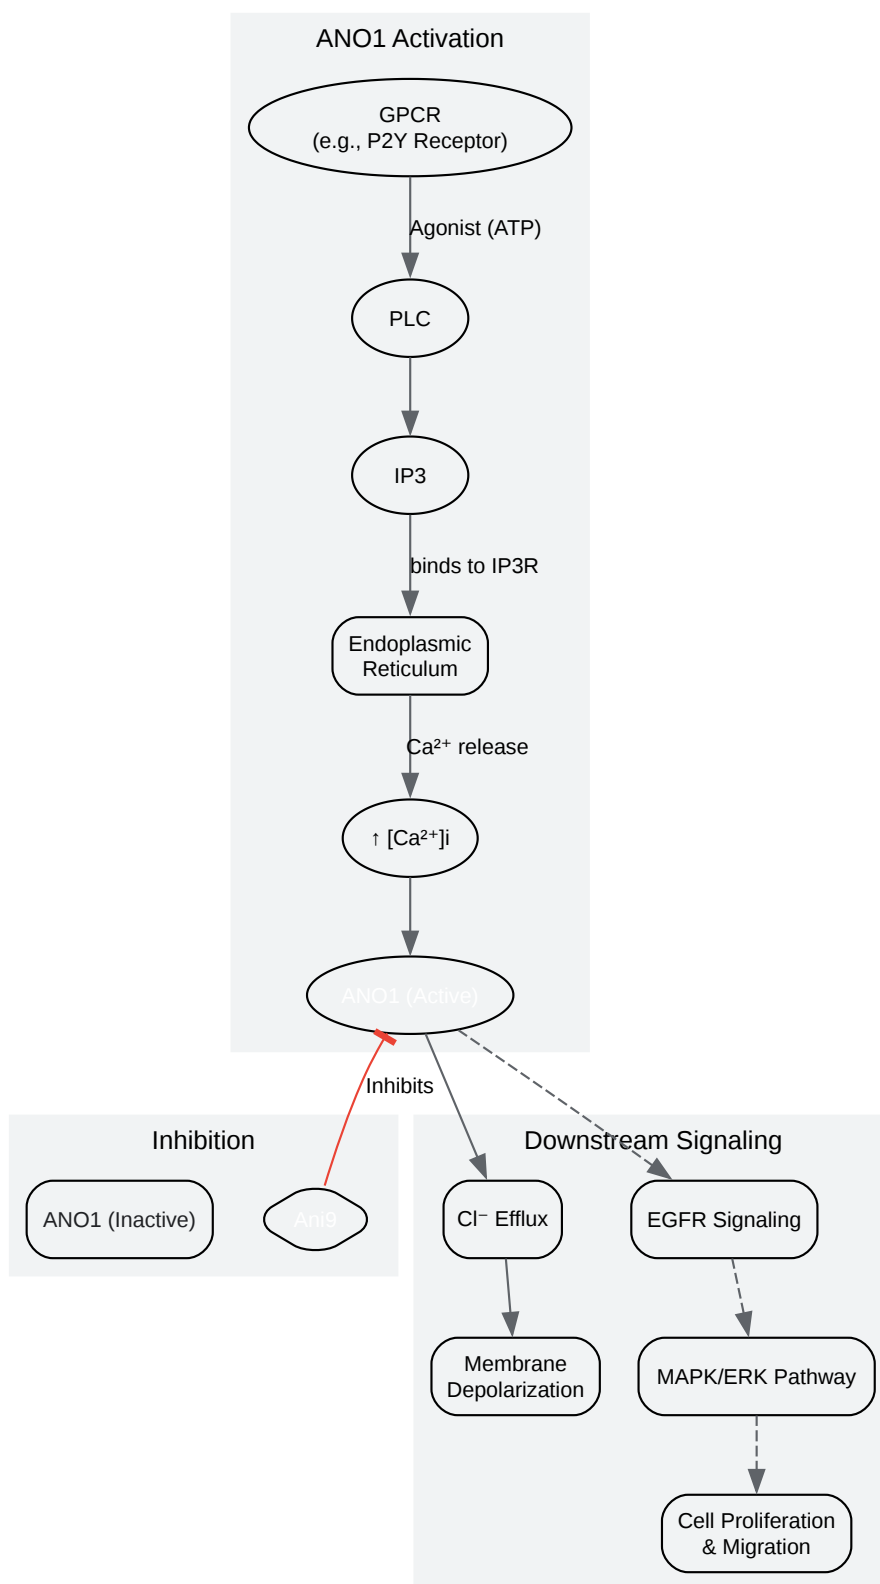 ANO1 Activation
GPCR
(e.g., P2Y Receptor)
Agonist (ATP)
PLC
IP3
binds to IP3R
Endoplasmic
Reticulum
Ca²⁺ release
↑ [Ca²⁺]i
ANO1 (Active)
Inhibits
Inhibition
ANO1 (Inactive)
Ani9
Downstream Signaling
Cl⁻ Efflux
EGFR Signaling
Membrane
Depolarization
MAPK/ERK Pathway
Cell Proliferation
& Migration